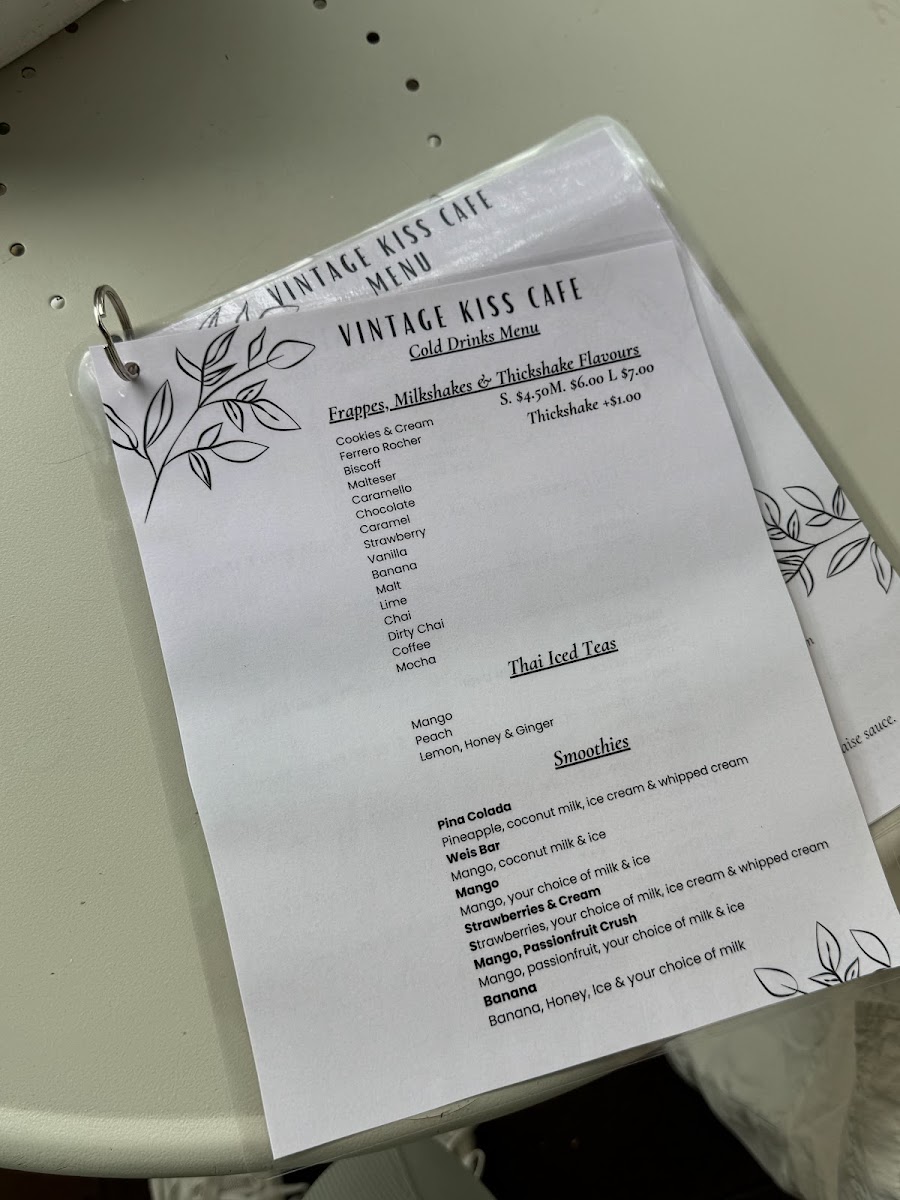 VINTAGE KISS CAFE
MENU
VINTAGE KISS CAFE
Cold Drinks Menu
Frappes, Milkshakes & Thickshake Flavours
S. $4.50M. $6.00 L $7.00
Thickshake +$1.00
Cookies & Cream
Ferrero Rocher
Biscoff
Malteser
Caramello
Chocolate
Caramel
Strawberry
Vanilla
Banana
Malt
Lime
Chai
Dirty Chai
Coffee
Mocha
Thai Iced Teas
Mango
Peach
Lemon, Honey & Ginger
Smoothies
Pina Colada
Pineapple, coconut milk, ice cream & whipped cream
Weis Bar
Mango, coconut milk & ice
Mango
Mango, your choice of milk & ice
Strawberries & Cream
Strawberries, your choice of milk, ice cream & whipped cream
Mango, Passionfruit Crush
Mango, passionfruit, your choice of milk & ice
Banana
Banana, Honey, Ice & your choice of milk
sauce.